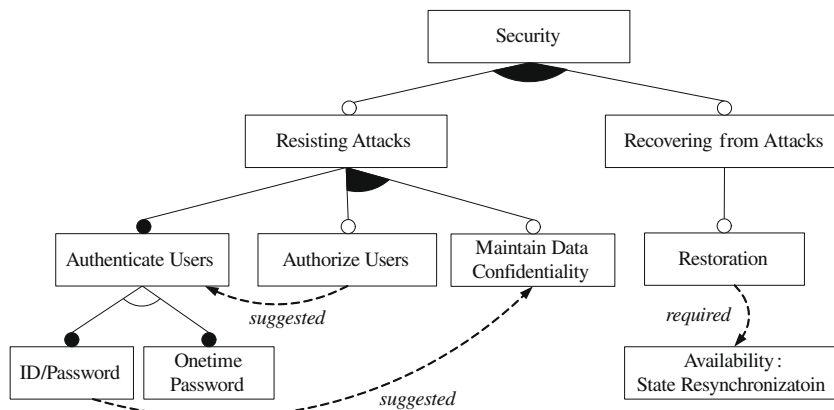 Security
Resisting Attacks
Recovering from Attacks
Authenticate Users
Authorize Users
Maintain Data
Confidentiality
Restoration
suggested
required
ID/Password
Onetime
Password
suggested
Availability:
State Resynchronizatoin